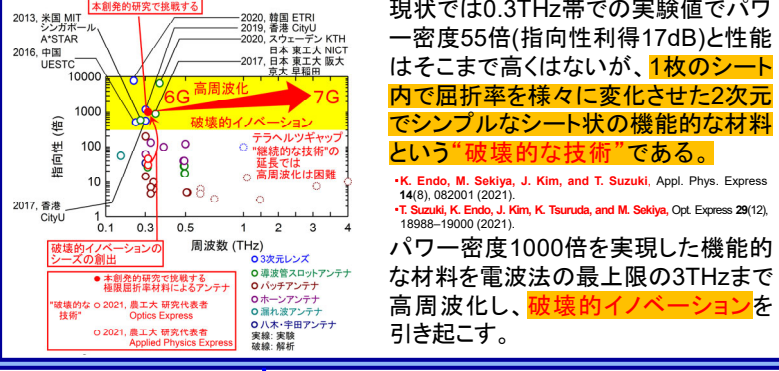 本創発的研究で挑戦する
2013, 米国 MIT
シンガポール
A*STAR
2016, 中国
UESTC
2020, 韓国 ETRI
2019, 香港 CityU
2020, スウェーデン KTH
日本 東工人 NICT
2017, 日本 東工大 阪大
京大 早稲田
10000
1000
100
10
1
指向性 (倍)
6G
高周波化
7G
破壊的イノベーション
テラヘルツギャップ
"継続的な技術"の
延長では
高周波化は困難
2017, 香港
CityU
0.1
0.3
0.5
1
2
3
4
周波数 (THz)
破壊的イノベーションの
シーズの創出
● 本創発的研究で挑戦する
極限屈折率材料によるアンテナ
"破壊的な
技術"
○ 2021, 農工大 研究代表者
Optics Express
○ 2021, 農工大 研究代表者
Applied Physics Express
3次元レンズ
導波管スロットアンテナ
パッチアンテナ
ホーンアンテナ
漏れ波アンテナ
八木・宇田アンテナ
実線: 実験
破線: 解析
現状では0.3THz帯での実験値でパワ
ー密度55倍(指向性利得17dB)と性能
はそこまで高くはないが、1枚のシート
内で屈折率を様々に変化させた2次元
でシンプルなシート状の機能的な材料
という“破壊的な技術”である。
•K. Endo, M. Sekiya, J. Kim, and T. Suzuki, Appl. Phys. Express
14(8), 082001 (2021).
•T. Suzuki, K. Endo, J. Kim, K. Tsuruda, and M. Sekiya, Opt. Express 29(12),
18988–19000 (2021).
パワー密度1000倍を実現した機能的
な材料を電波法の最上限の3THzまで
高周波化し、破壊的イノベーションを
引き起こす。